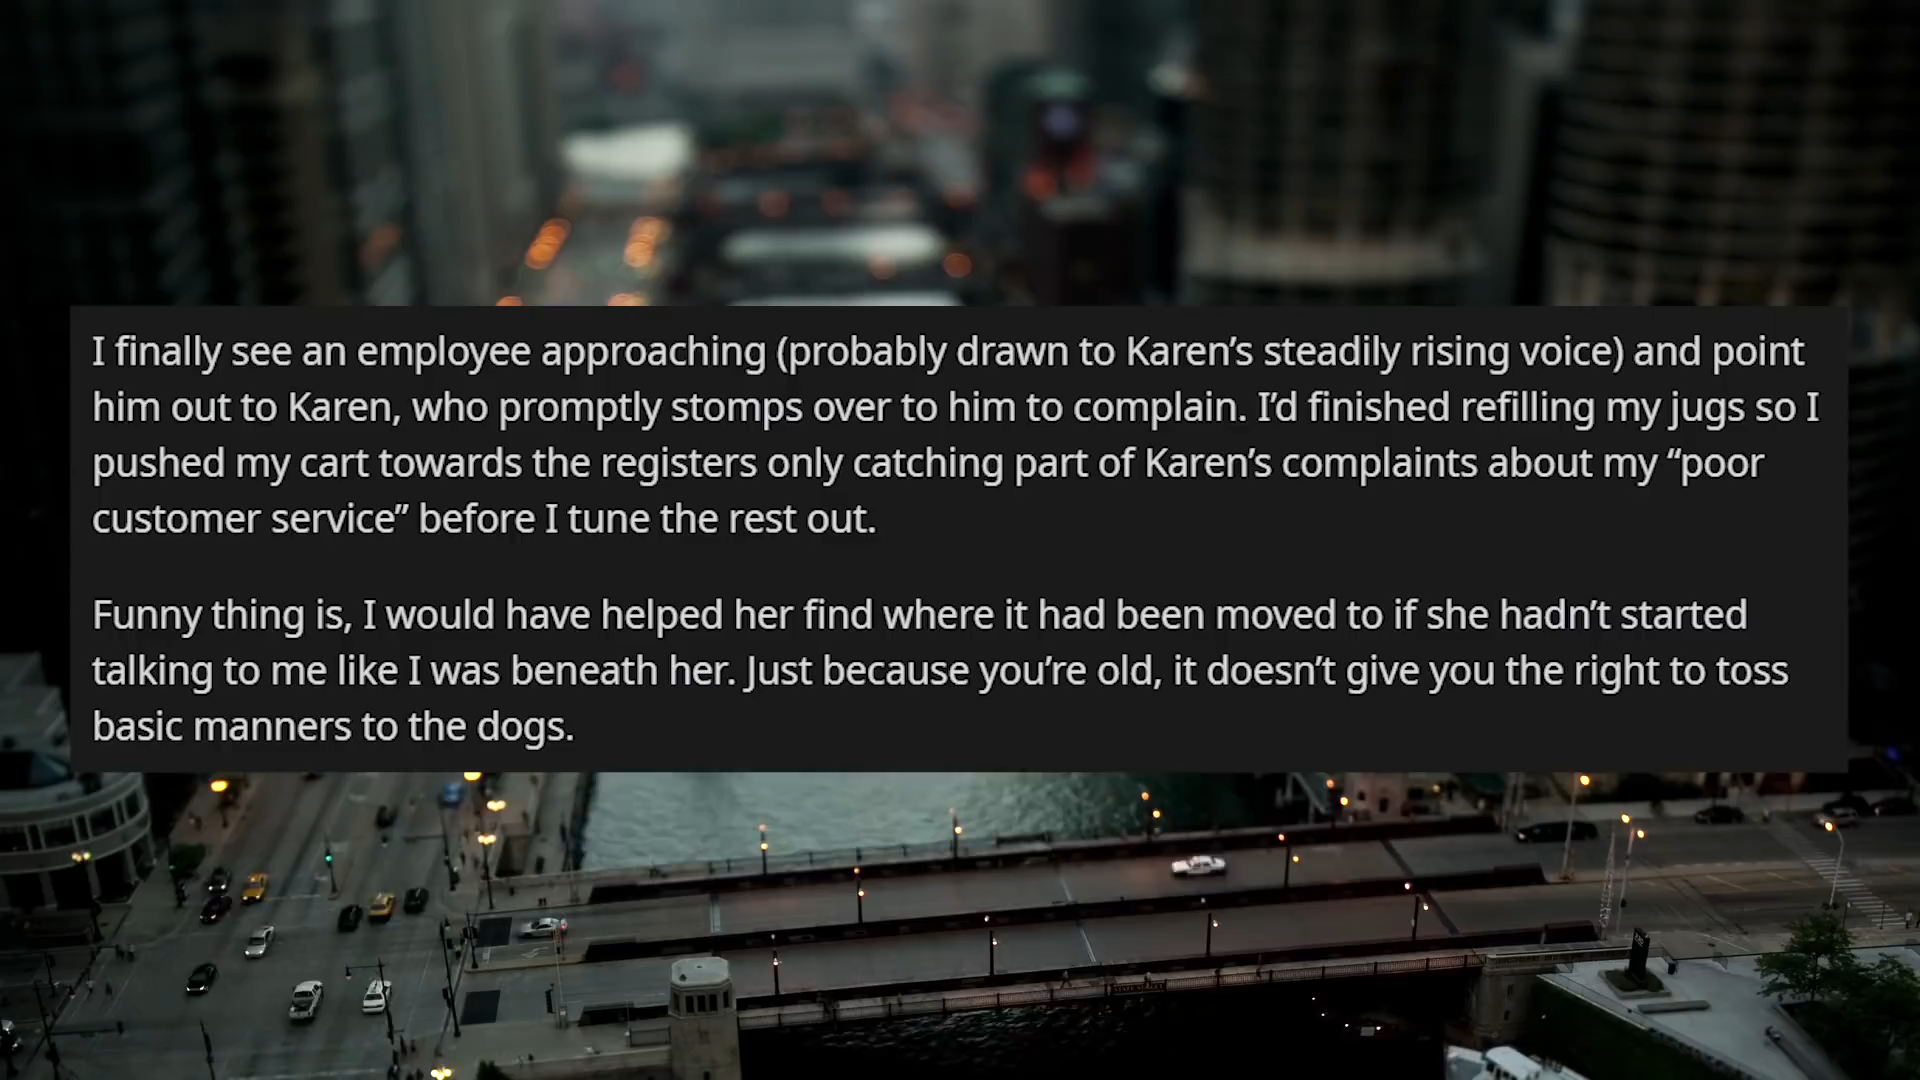 I finally see an employee approaching (probably drawn to Karen’s steadily rising voice) and point
him out to Karen, who promptly stomps over to him to complain. I’d finished refilling my jugs so I
pushed my cart towards the registers only catching part of Karen’s complaints about my “poor
customer service” before I tune the rest out.
Funny thing is, I would have helped her find where it had been moved to if she hadn’t started
talking to me like I was beneath her. Just because you’re old, it doesn’t give you the right to toss
basic manners to the dogs.